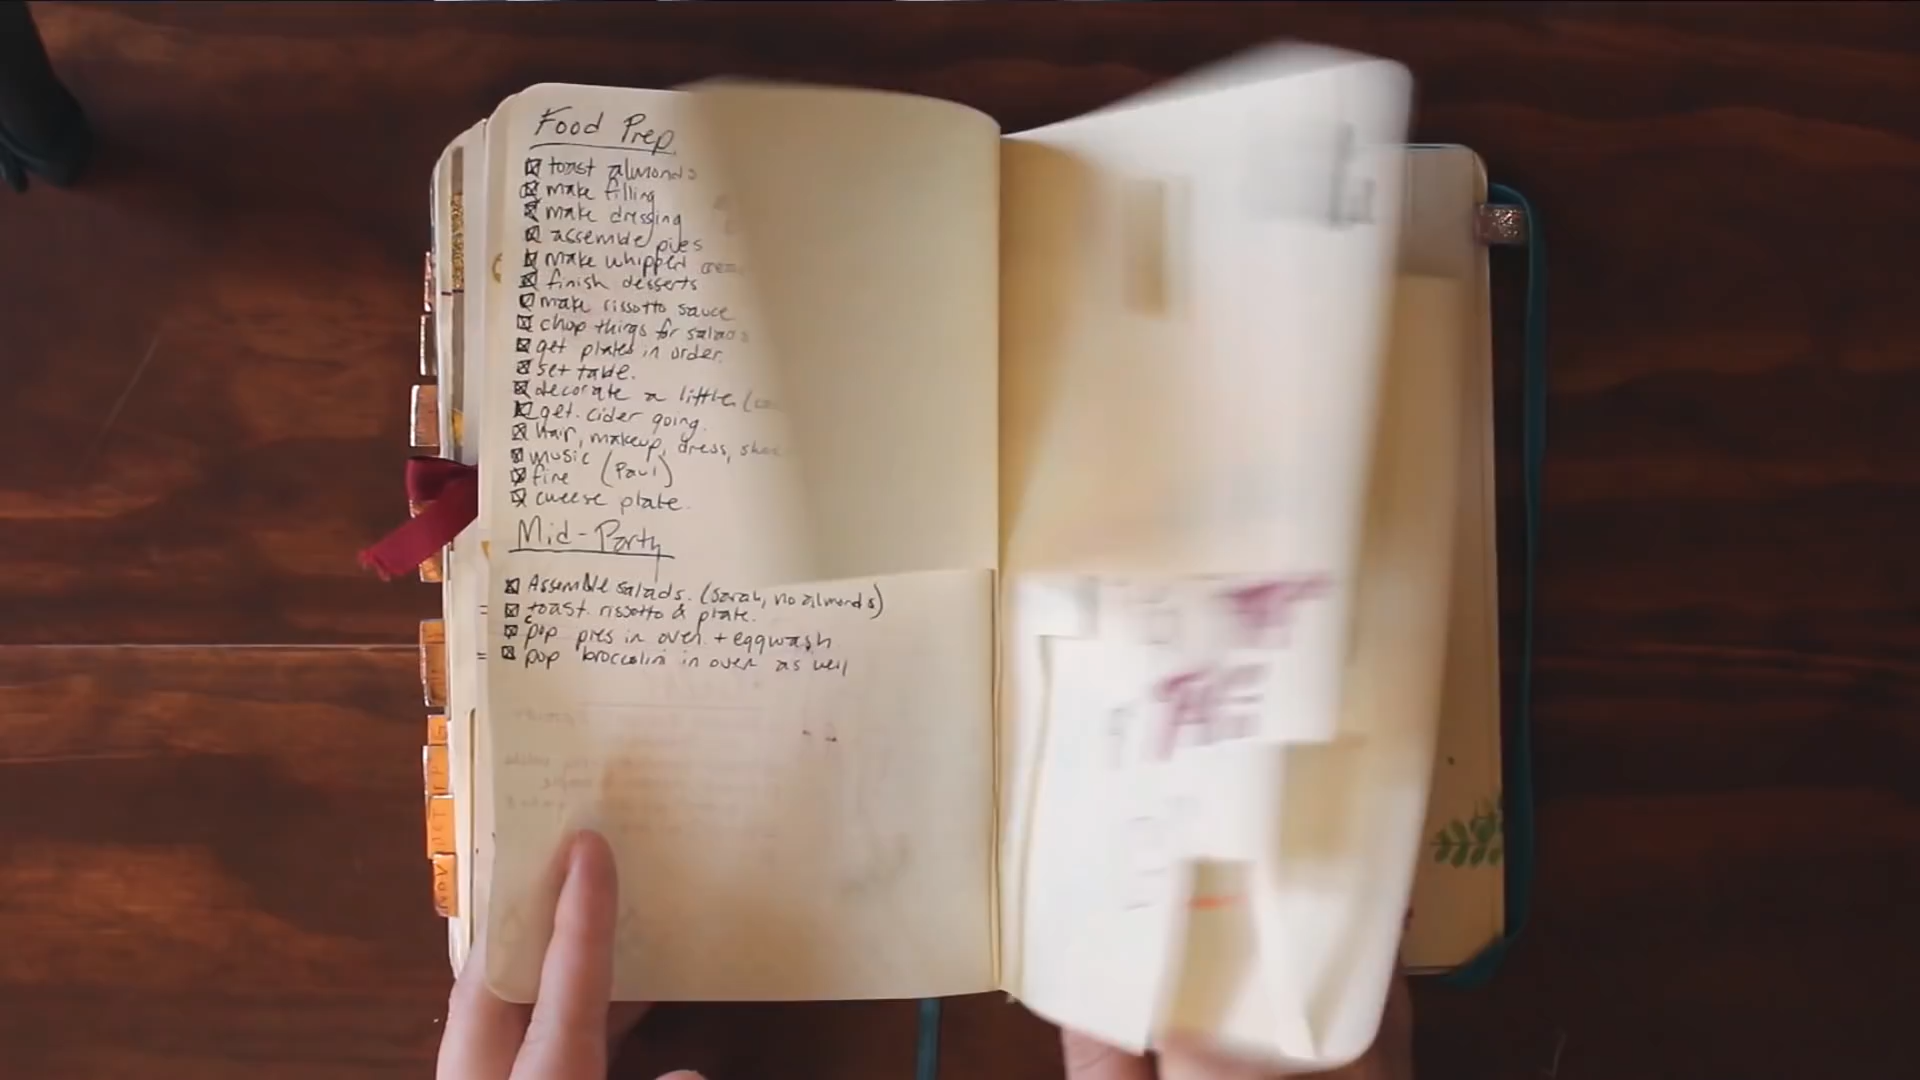 Food Prep
toast almonds
make filling
make dressing
assemble pies
make whipped cream
finish desserts
make rissotto sauce
chop things for salads
get plates in order.
set table.
decorate a little (
get cider going.
hair, makeup, dress, shoes
music (Paul)
fire
cheese plate.
Mid-Party
Assemble salads. (Sarah, no almonds)
toast rissotto & plate.
pop pies in oven + eggwash
pop broccolini in oven as well
NOV